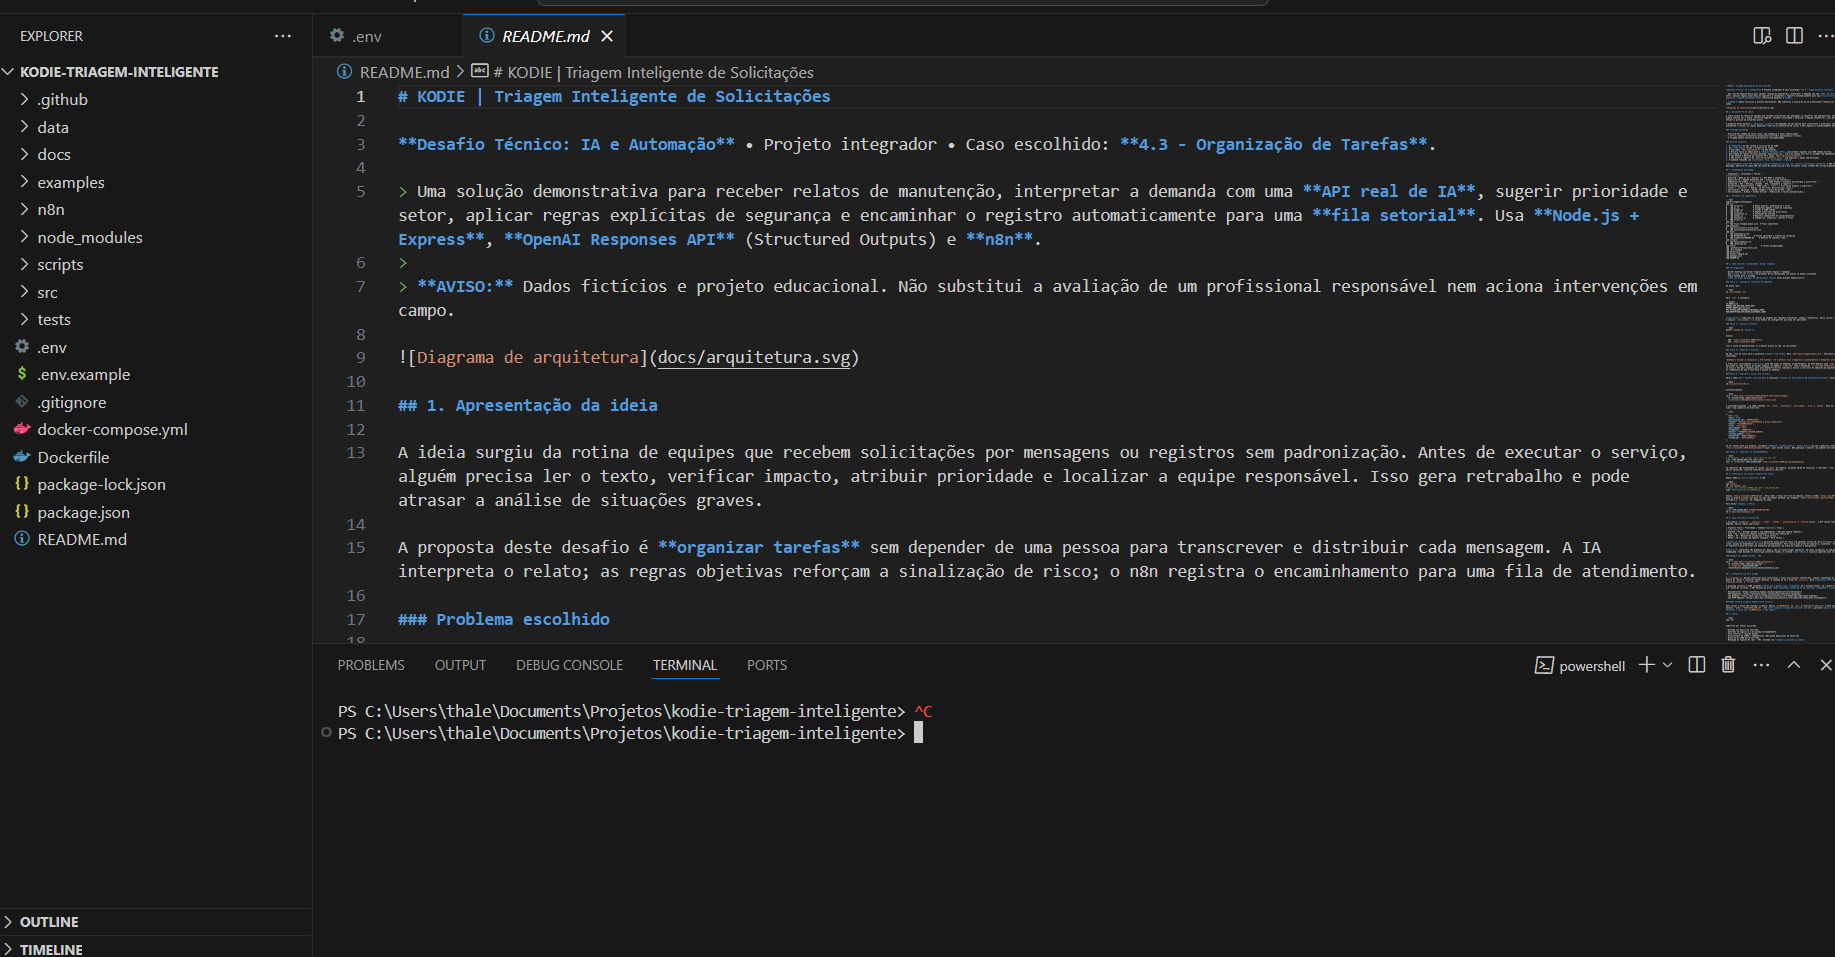 EXPLORER
KODIE-TRIAGEM-INTELIGENTE
.github
data
docs
examples
n8n
node_modules
scripts
src
tests
.env
.env.example
.gitignore
docker-compose.yml
Dockerfile
package-lock.json
package.json
README.md
OUTLINE
TIMELINE
.env
README.md
README.md > # KODIE | Triagem Inteligente de Solicitações
1 # KODIE | Triagem Inteligente de Solicitações
2
3 **Desafio Técnico: IA e Automação** • Projeto integrador • Caso escolhido: **4.3 - Organização de Tarefas**.
4
5 > Uma solução demonstrativa para receber relatos de manutenção, interpretar a demanda com uma **API real de IA**, sugerir prioridade e
setor, aplicar regras explícitas de segurança e encaminhar o registro automaticamente para uma **fila setorial**. Usa **Node.js +
Express**, **OpenAI Responses API** (Structured Outputs) e **n8n**.
6 >
7 > **AVISO:** Dados fictícios e projeto educacional. Não substitui a avaliação de um profissional responsável nem aciona intervenções em
campo.
8
9 ![Diagrama de arquitetura](docs/arquitetura.svg)
10
11 ## 1. Apresentação da ideia
12
13 A ideia surgiu da rotina de equipes que recebem solicitações por mensagens ou registros sem padronização. Antes de executar o serviço,
alguém precisa ler o texto, verificar impacto, atribuir prioridade e localizar a equipe responsável. Isso gera retrabalho e pode
atrasar a análise de situações graves.
14
15 A proposta deste desafio é **organizar tarefas** sem depender de uma pessoa para transcrever e distribuir cada mensagem. A IA
interpreta o relato; as regras objetivas reforçam a sinalização de risco; o n8n registra o encaminhamento para uma fila de atendimento.
16
17 ### Problema escolhido
18
PROBLEMS OUTPUT DEBUG CONSOLE TERMINAL PORTS
powershell
PS C:\Users\thale\Documents\Projetos\kodie-triagem-inteligente> ^C
PS C:\Users\thale\Documents\Projetos\kodie-triagem-inteligente>